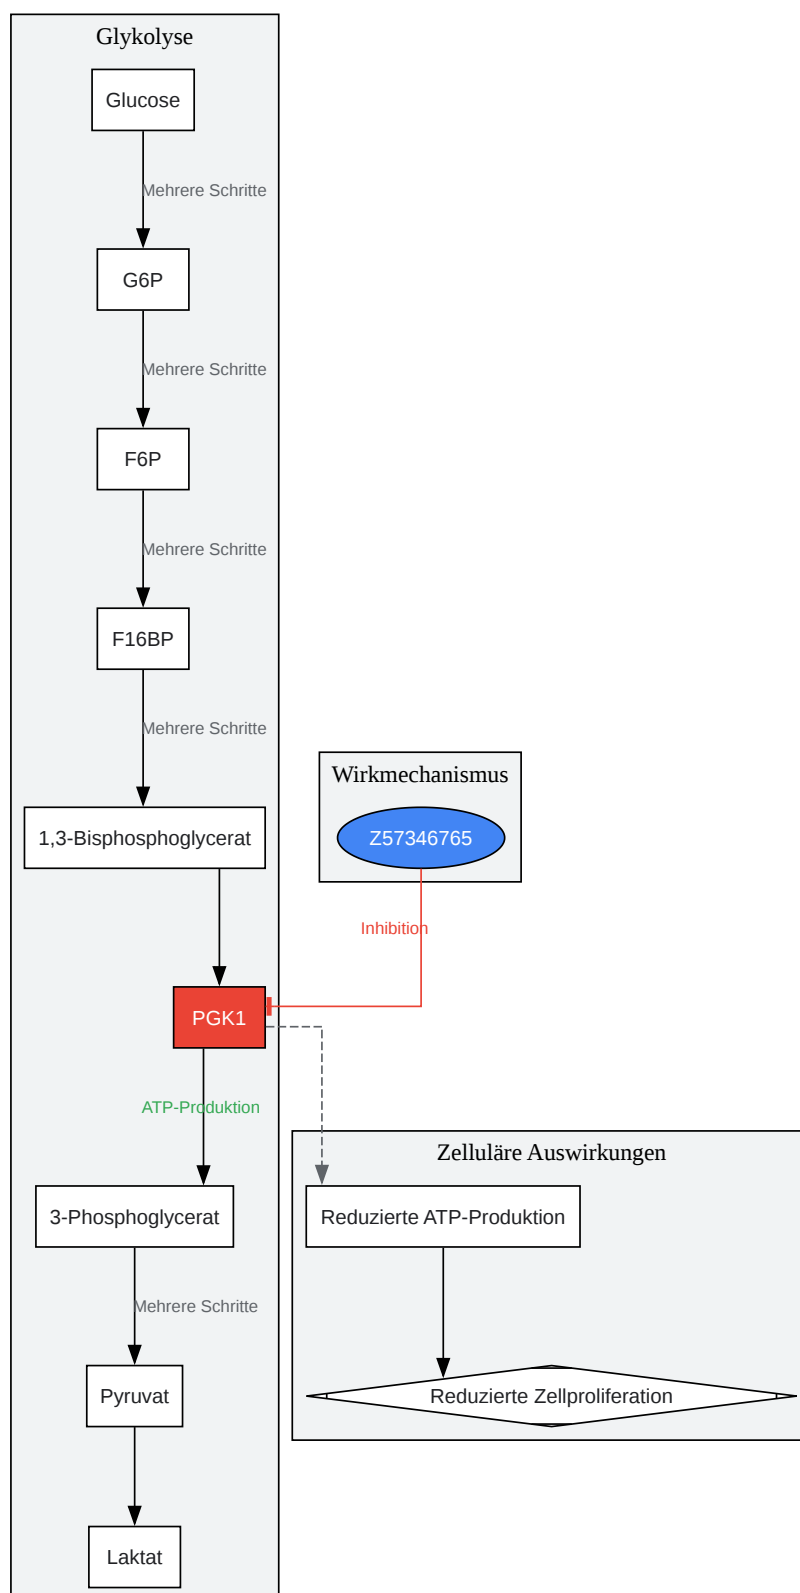 Glykolyse
Glucose
Mehrere Schritte
G6P
Mehrere Schritte
F6P
Mehrere Schritte
F16BP
Mehrere Schritte
1,3-Bisphosphoglycerat
Wirkmechanismus
Z57346765
Inhibition
PGK1
ATP-Produktion
3-Phosphoglycerat
Mehrere Schritte
Pyruvat
Laktat
Zelluläre Auswirkungen
Reduzierte ATP-Produktion
Reduzierte Zellproliferation